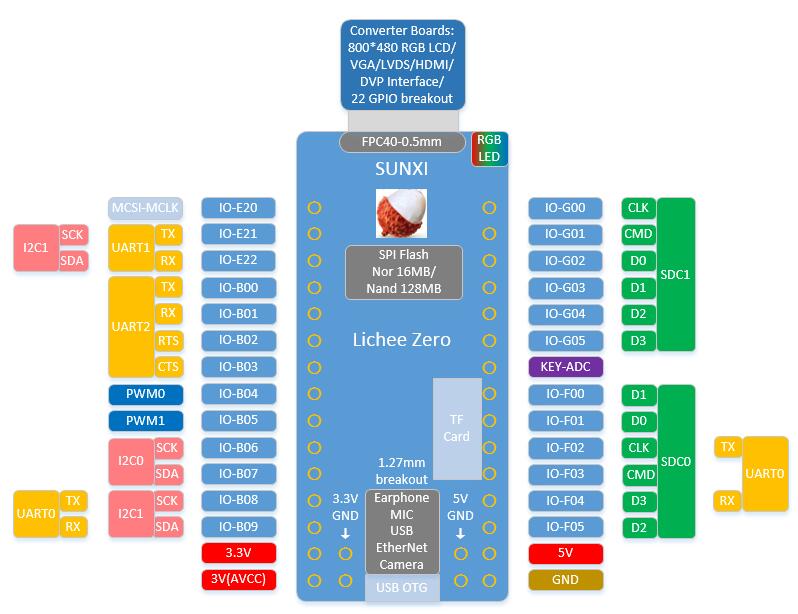 Converter Boards:
800*480 RGB LCD/
VGA/LVDS/HDMI/
DVP Interface/
22 GPIO breakout
FPC40-0.5mm
RGB
LED
SUNXI
SPI Flash
Nor 16MB/
Nand 128MB
Lichee Zero
TF
Card
1.27mm
breakout
3.3V
GND
Earphone
MIC
USB
EtherNet
Camera
5V
GND
USB OTG
MCSI-MCLK
IO-E20
I2C1
SCK
SDA
UART1
TX
RX
IO-E21
IO-E22
UART2
TX
RX
RTS
CTS
IO-B00
IO-B01
IO-B02
IO-B03
PWM0
IO-B04
PWM1
IO-B05
I2C0
SCK
SDA
IO-B06
IO-B07
UART0
TX
RX
I2C1
SCK
SDA
IO-B08
IO-B09
3.3V
3V(AVCC)
IO-G00
IO-G01
IO-G02
IO-G03
IO-G04
IO-G05
CLK
CMD
D0
D1
D2
D3
SDC1
KEY-ADC
IO-F00
IO-F01
IO-F02
IO-F03
IO-F04
IO-F05
D1
D0
CLK
CMD
D3
D2
SDC0
TX
RX
UART0
5V
GND